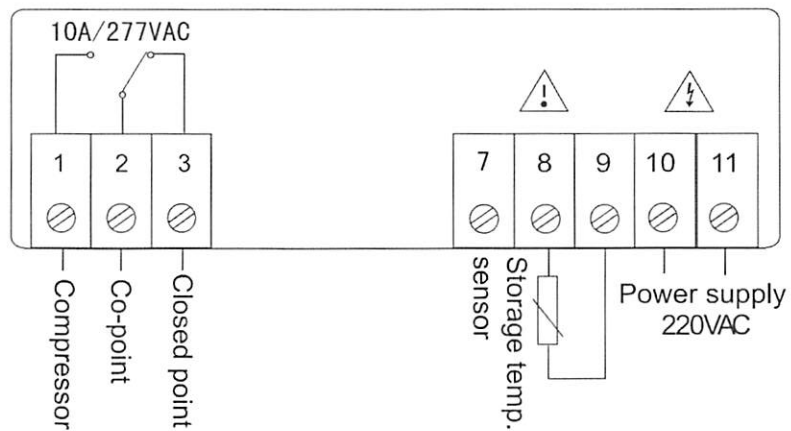 10A/277VAC
1 2 3
7 8 9 10 11
Compressor
Co-point
Closed point
Storage temp.
sensor
Power supply
220VAC